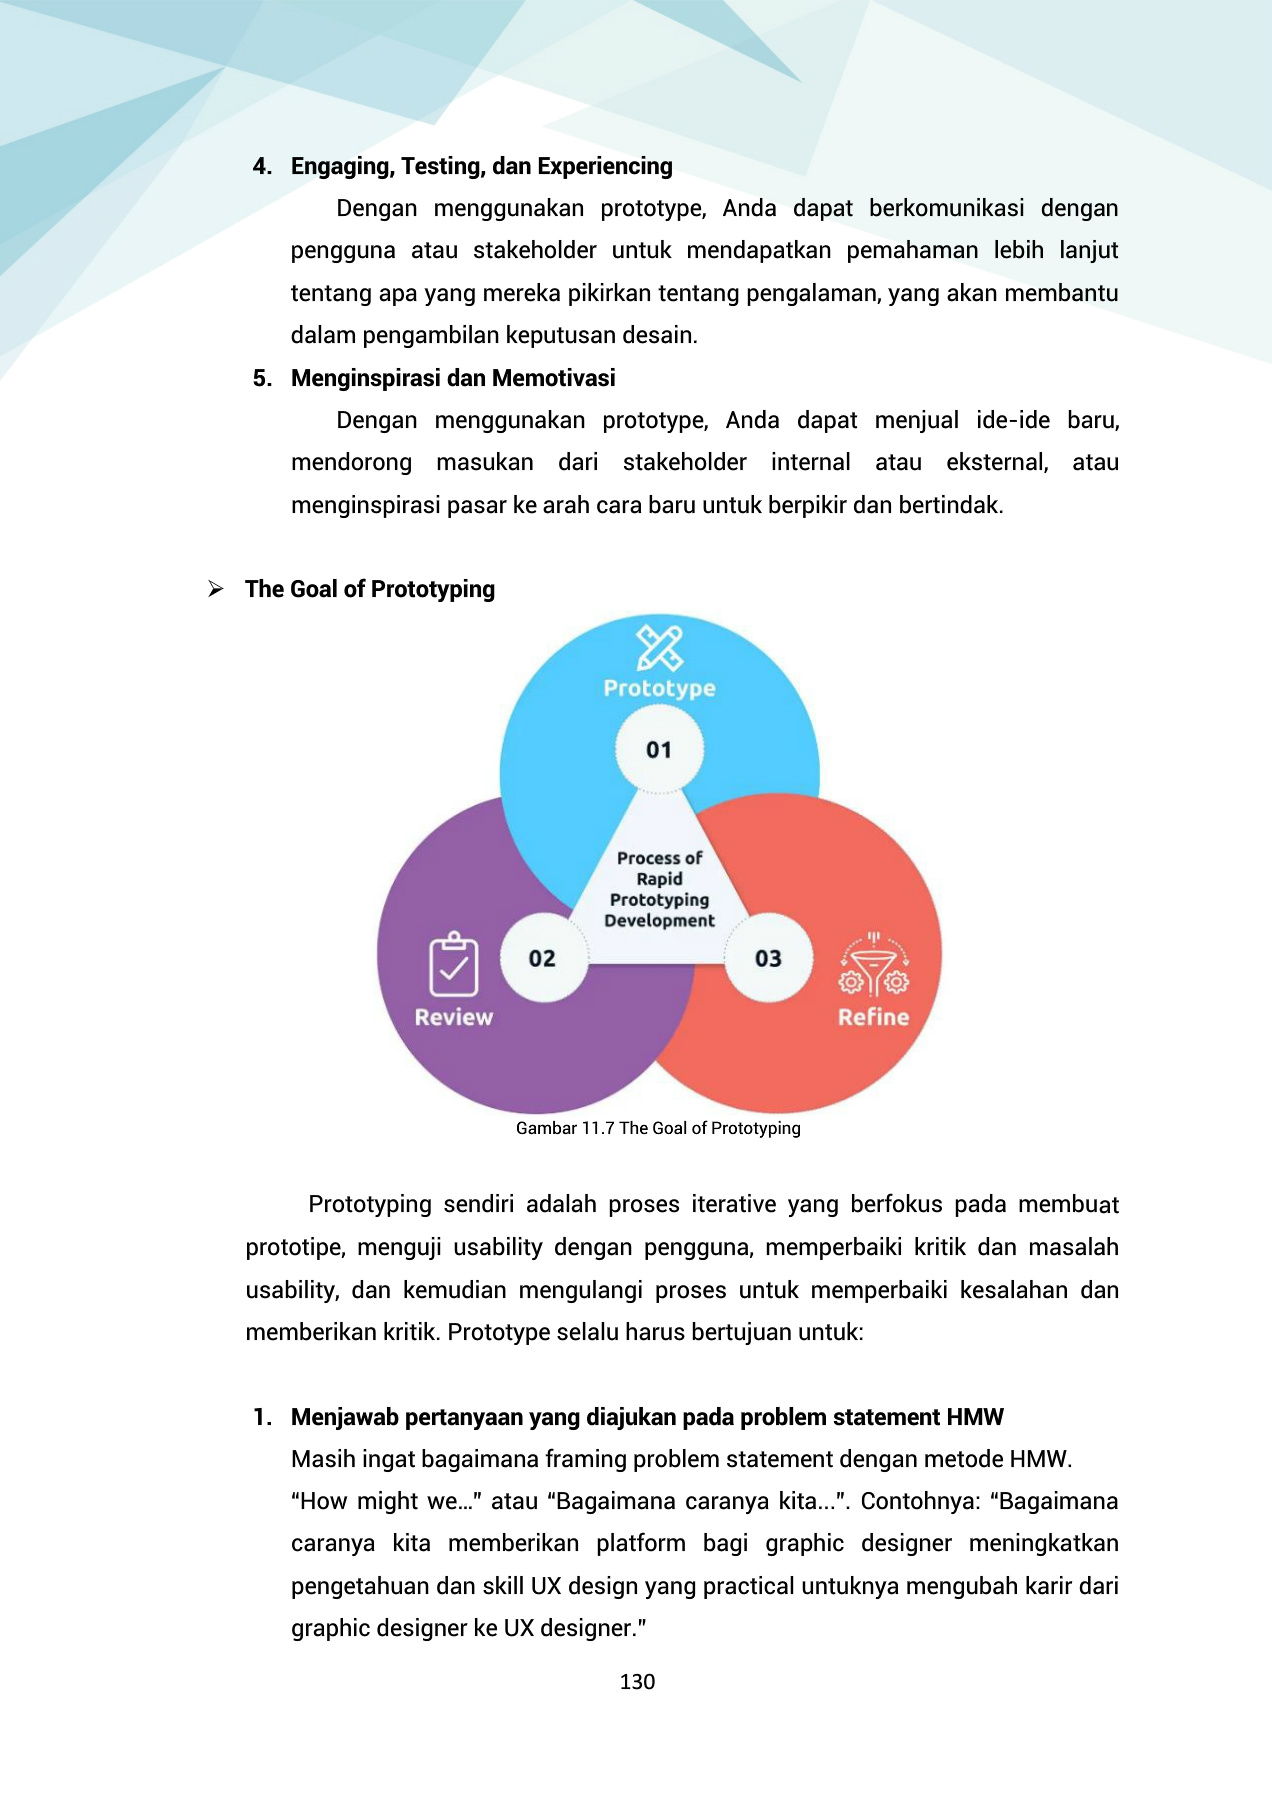 4. Engaging, Testing, dan Experiencing
Dengan menggunakan prototype, Anda dapat berkomunikasi dengan
pengguna atau stakeholder untuk mendapatkan pemahaman lebih lanjut
tentang apa yang mereka pikirkan tentang pengalaman, yang akan membantu
dalam pengambilan keputusan desain.
5. Menginspirasi dan Memotivasi
Dengan menggunakan prototype, Anda dapat menjual ide-ide baru,
mendorong masukan dari stakeholder internal atau eksternal, atau
menginspirasi pasar ke arah cara baru untuk berpikir dan bertindak.
➢ The Goal of Prototyping
Prototype
01
Process of
Rapid
Prototyping
Development
02
03
Review
Refine
Gambar 11.7 The Goal of Prototyping
Prototyping sendiri adalah proses iterative yang berfokus pada membuat
prototipe, menguji usability dengan pengguna, memperbaiki kritik dan masalah
usability, dan kemudian mengulangi proses untuk memperbaiki kesalahan dan
memberikan kritik. Prototype selalu harus bertujuan untuk:
1. Menjawab pertanyaan yang diajukan pada problem statement HMW
Masih ingat bagaimana framing problem statement dengan metode HMW.
“How might we…” atau “Bagaimana caranya kita...”. Contohnya: “Bagaimana
caranya kita memberikan platform bagi graphic designer meningkatkan
pengetahuan dan skill UX design yang practical untuknya mengubah karir dari
graphic designer ke UX designer."
130